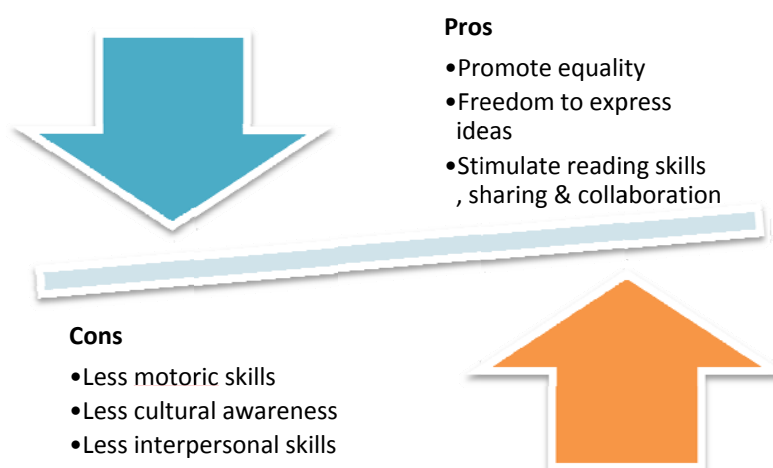 Pros
•Promote equality
•Freedom to express
ideas
•Stimulate reading skills
, sharing & collaboration
Cons
•Less motoric skills
•Less cultural awareness
•Less interpersonal skills